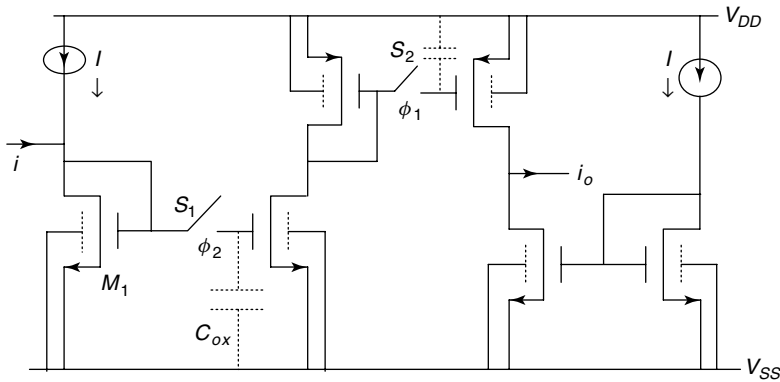 V_DD
I
S_2
I
ϕ_1
i
i_o
S_1
ϕ_2
M_1
C_ox
V_SS